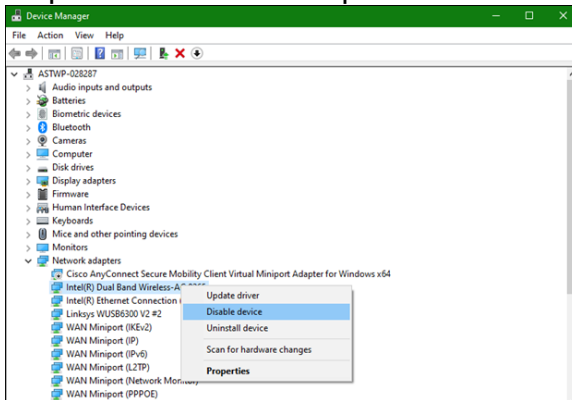 Device Manager
File Action View Help
ASTWP-028287
Audio inputs and outputs
Batteries
Biometric devices
Bluetooth
Cameras
Computer
Disk drives
Display adapters
Firmware
Human Interface Devices
Keyboards
Mice and other pointing devices
Monitors
Network adapters
Cisco AnyConnect Secure Mobility Client Virtual Miniport Adapter for Windows x64
Intel(R) Dual Band
Update driver
Intel(R) Ethernet Connection
Disable device
Linksys WUSB6300 V2 #2
Uninstall device
WAN Miniport (IKEv2)
WAN Miniport (IP)
Scan for hardware changes
WAN Miniport (IPv6)
WAN Miniport (L2TP)
Properties
WAN Miniport (Network Monitor)
WAN Miniport (PPPOE)